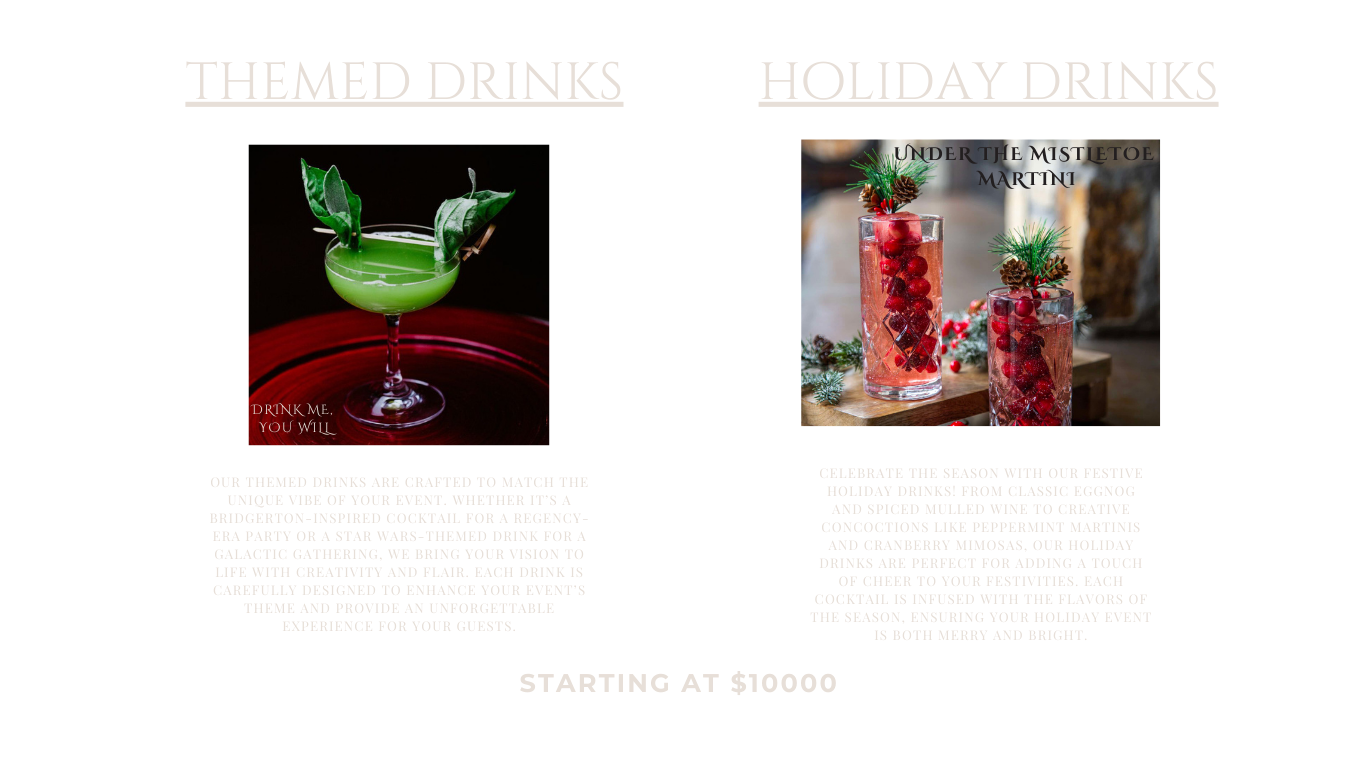 THEMED DRINKS
DRINK ME,
YOU WILL
OUR THEMED DRINKS ARE CRAFTED TO MATCH THE
UNIQUE VIBE OF YOUR EVENT. WHETHER IT'S A
BRIDGERTON-INSPIRED COCKTAIL FOR A REGENCY-
ERA PARTY OR A STAR WARS-THEMED DRINK FOR A
GALACTIC GATHERING, WE BRING YOUR VISION TO
LIFE WITH CREATIVITY AND FLAIR. EACH DRINK IS
CAREFULLY DESIGNED TO ENHANCE YOUR EVENT'S
THEME AND PROVIDE AN UNFORGETTABLE
EXPERIENCE FOR YOUR GUESTS.
HOLIDAY DRINKS
UNDER THE MISTLETOE
MARTINI
CELEBRATE THE SEASON WITH OUR FESTIVE
HOLIDAY DRINKS! FROM CLASSIC EGGNOG
AND SPICED MULLED WINE TO CREATIVE
CONCOCTIONS LIKE PEPPERMINT MARTINIS
AND CRANBERRY MIMOSAS, OUR HOLIDAY
DRINKS ARE PERFECT FOR ADDING A TOUCH
OF CHEER TO YOUR FESTIVITIES. EACH
COCKTAIL IS INFUSED WITH THE FLAVORS OF
THE SEASON, ENSURING YOUR HOLIDAY EVENT
IS BOTH MERRY AND BRIGHT.
STARTING AT $10000